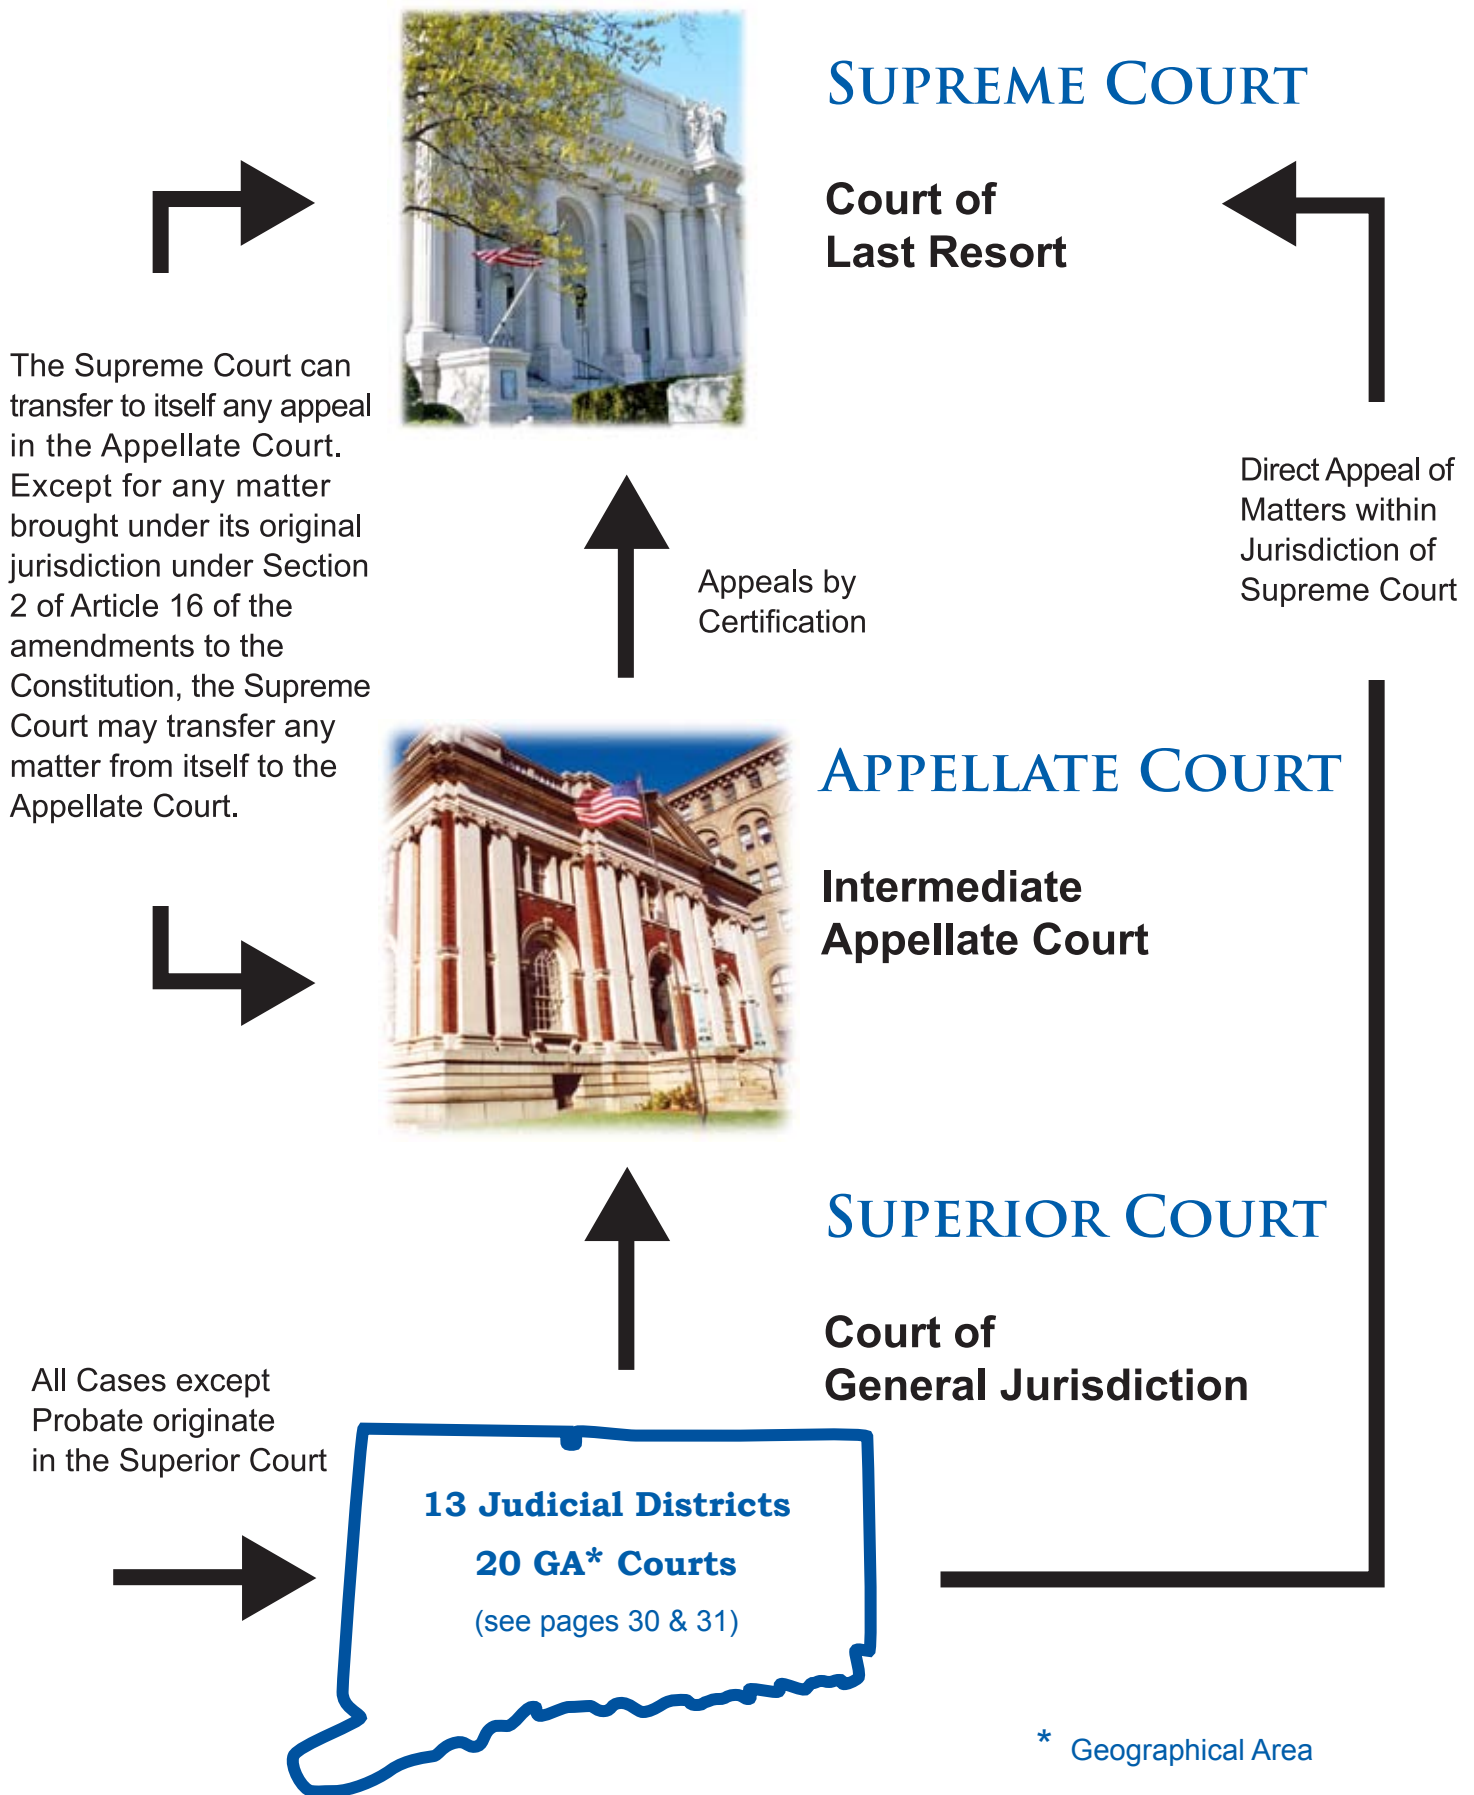 SUPREME COURT
Court of
Last Resort
The Supreme Court can
transfer to itself any appeal
in the Appellate Court.
Except for any matter
brought under its original
jurisdiction under Section
2 of Article 16 of the
amendments to the
Constitution, the Supreme
Court may transfer any
matter from itself to the
Appellate Court.
Direct Appeal of
Matters within
Jurisdiction of
Supreme Court
Appeals by
Certification
APPELLATE COURT
Intermediate
Appellate Court
SUPERIOR COURT
Court of
General Jurisdiction
All Cases except
Probate originate
in the Superior Court
13 Judicial Districts
20 GA* Courts
(see pages 30 & 31)
* Geographical Area